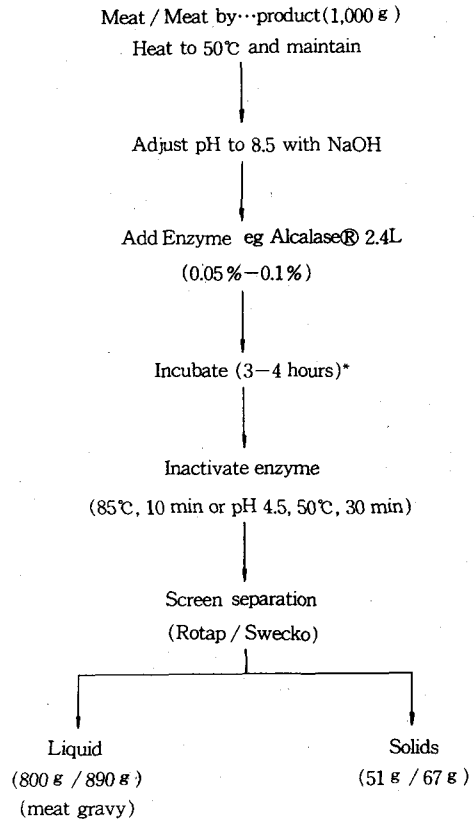 Meat / Meat by…product(1,000 g)
Heat to 50℃ and maintain
Adjust pH to 8.5 with NaOH
Add Enzyme eg Alcalase® 2.4L
(0.05%−0.1%)
Incubate (3−4 hours)*
Inactivate enzyme
(85℃, 10 min or pH 4.5, 50℃, 30 min)
Screen separation
(Rotap / Swecko)
Liquid
(800 g / 890 g)
(meat gravy)
Solids
(51 g / 67 g)